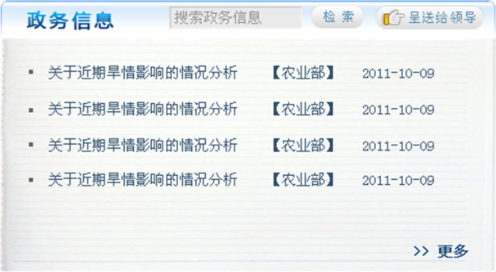 政务信息 搜索政务信息 检 索 呈送给领导
▪ 关于近期旱情影响的情况分析 【农业部】 2011-10-09
▪ 关于近期旱情影响的情况分析 【农业部】 2011-10-09
▪ 关于近期旱情影响的情况分析 【农业部】 2011-10-09
▪ 关于近期旱情影响的情况分析 【农业部】 2011-10-09
>> 更多